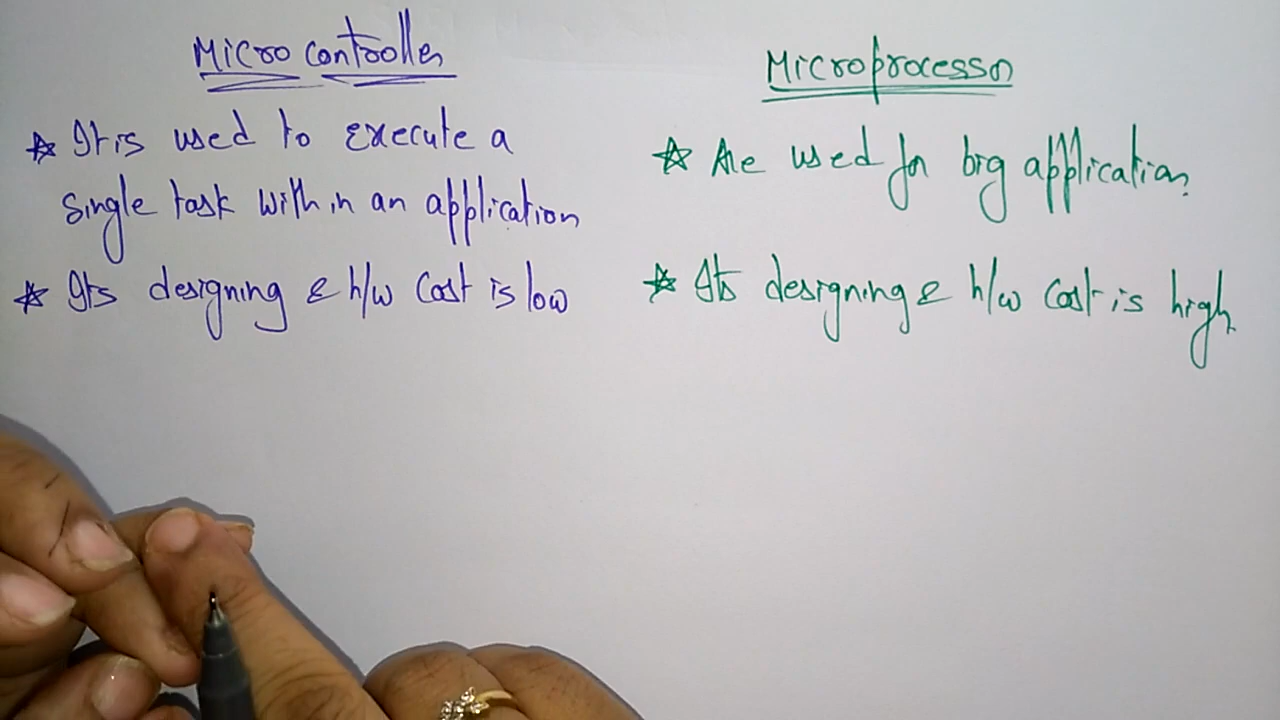 Micro controller
☆ It is used to execute a
single task with in an application
☆ Its designing & h/w cost is low
Microprocessor
☆ Are used for big application.
☆ Its designing & h/w cost is high